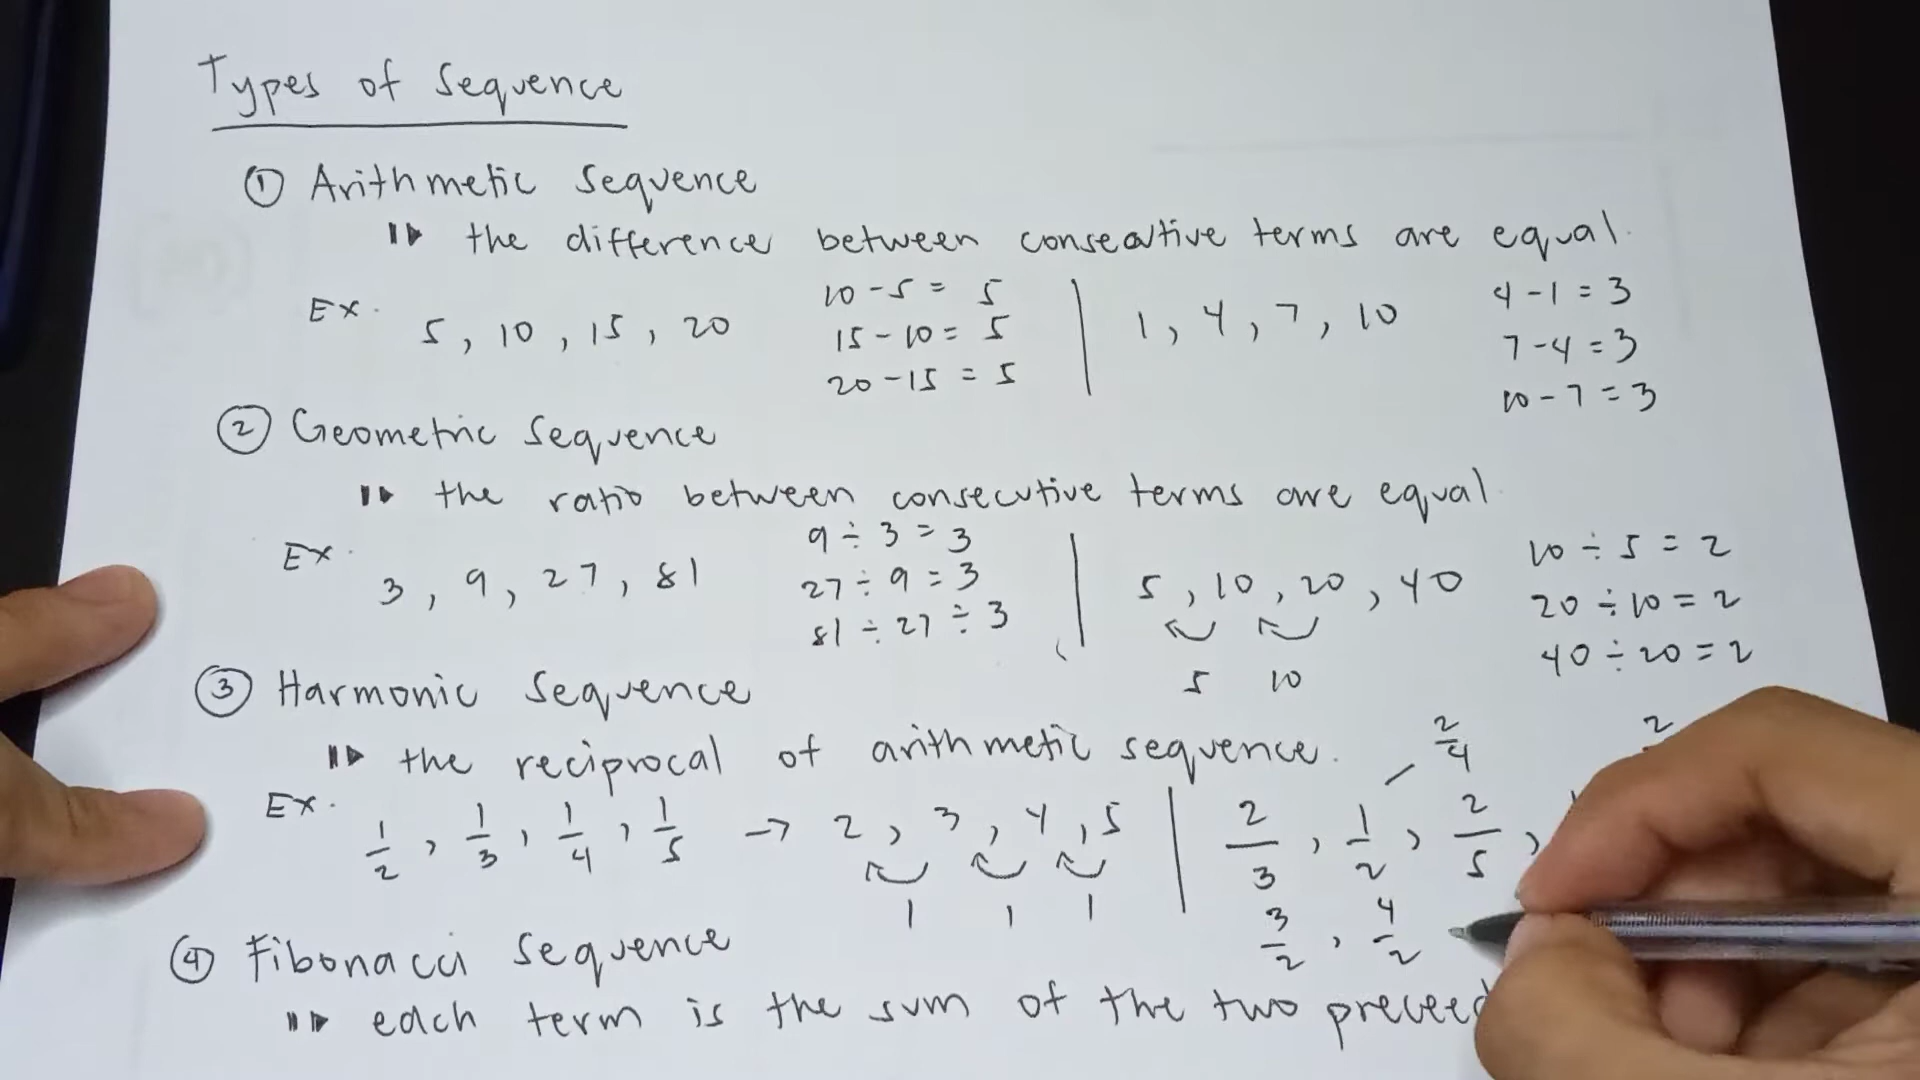 Types of Sequence
① Arithmetic Sequence
the difference between consecutive terms are equal.
Ex. 5, 10, 15, 20
10 - 5 = 5
15 - 10 = 5
20 - 15 = 5
1, 4, 7, 10
4 - 1 = 3
7 - 4 = 3
10 - 7 = 3
② Geometric Sequence
the ratio between consecutive terms are equal
Ex. 3, 9, 27, 81
9 ÷ 3 = 3
27 ÷ 9 = 3
81 ÷ 27 ÷ 3
5, 10, 20, 40
5 10
10 ÷ 5 = 2
20 ÷ 10 = 2
40 ÷ 20 = 2
③ Harmonic Sequence
the reciprocal of arithmetic sequence.
Ex. 1/2, 1/3, 1/4, 1/5 → 2, 3, 4, 5
1 1 1
2/4
2
2/3, 1/2, 2/5,
3/2, 4/2
④ Fibonacci Sequence
each term is the sum of the two